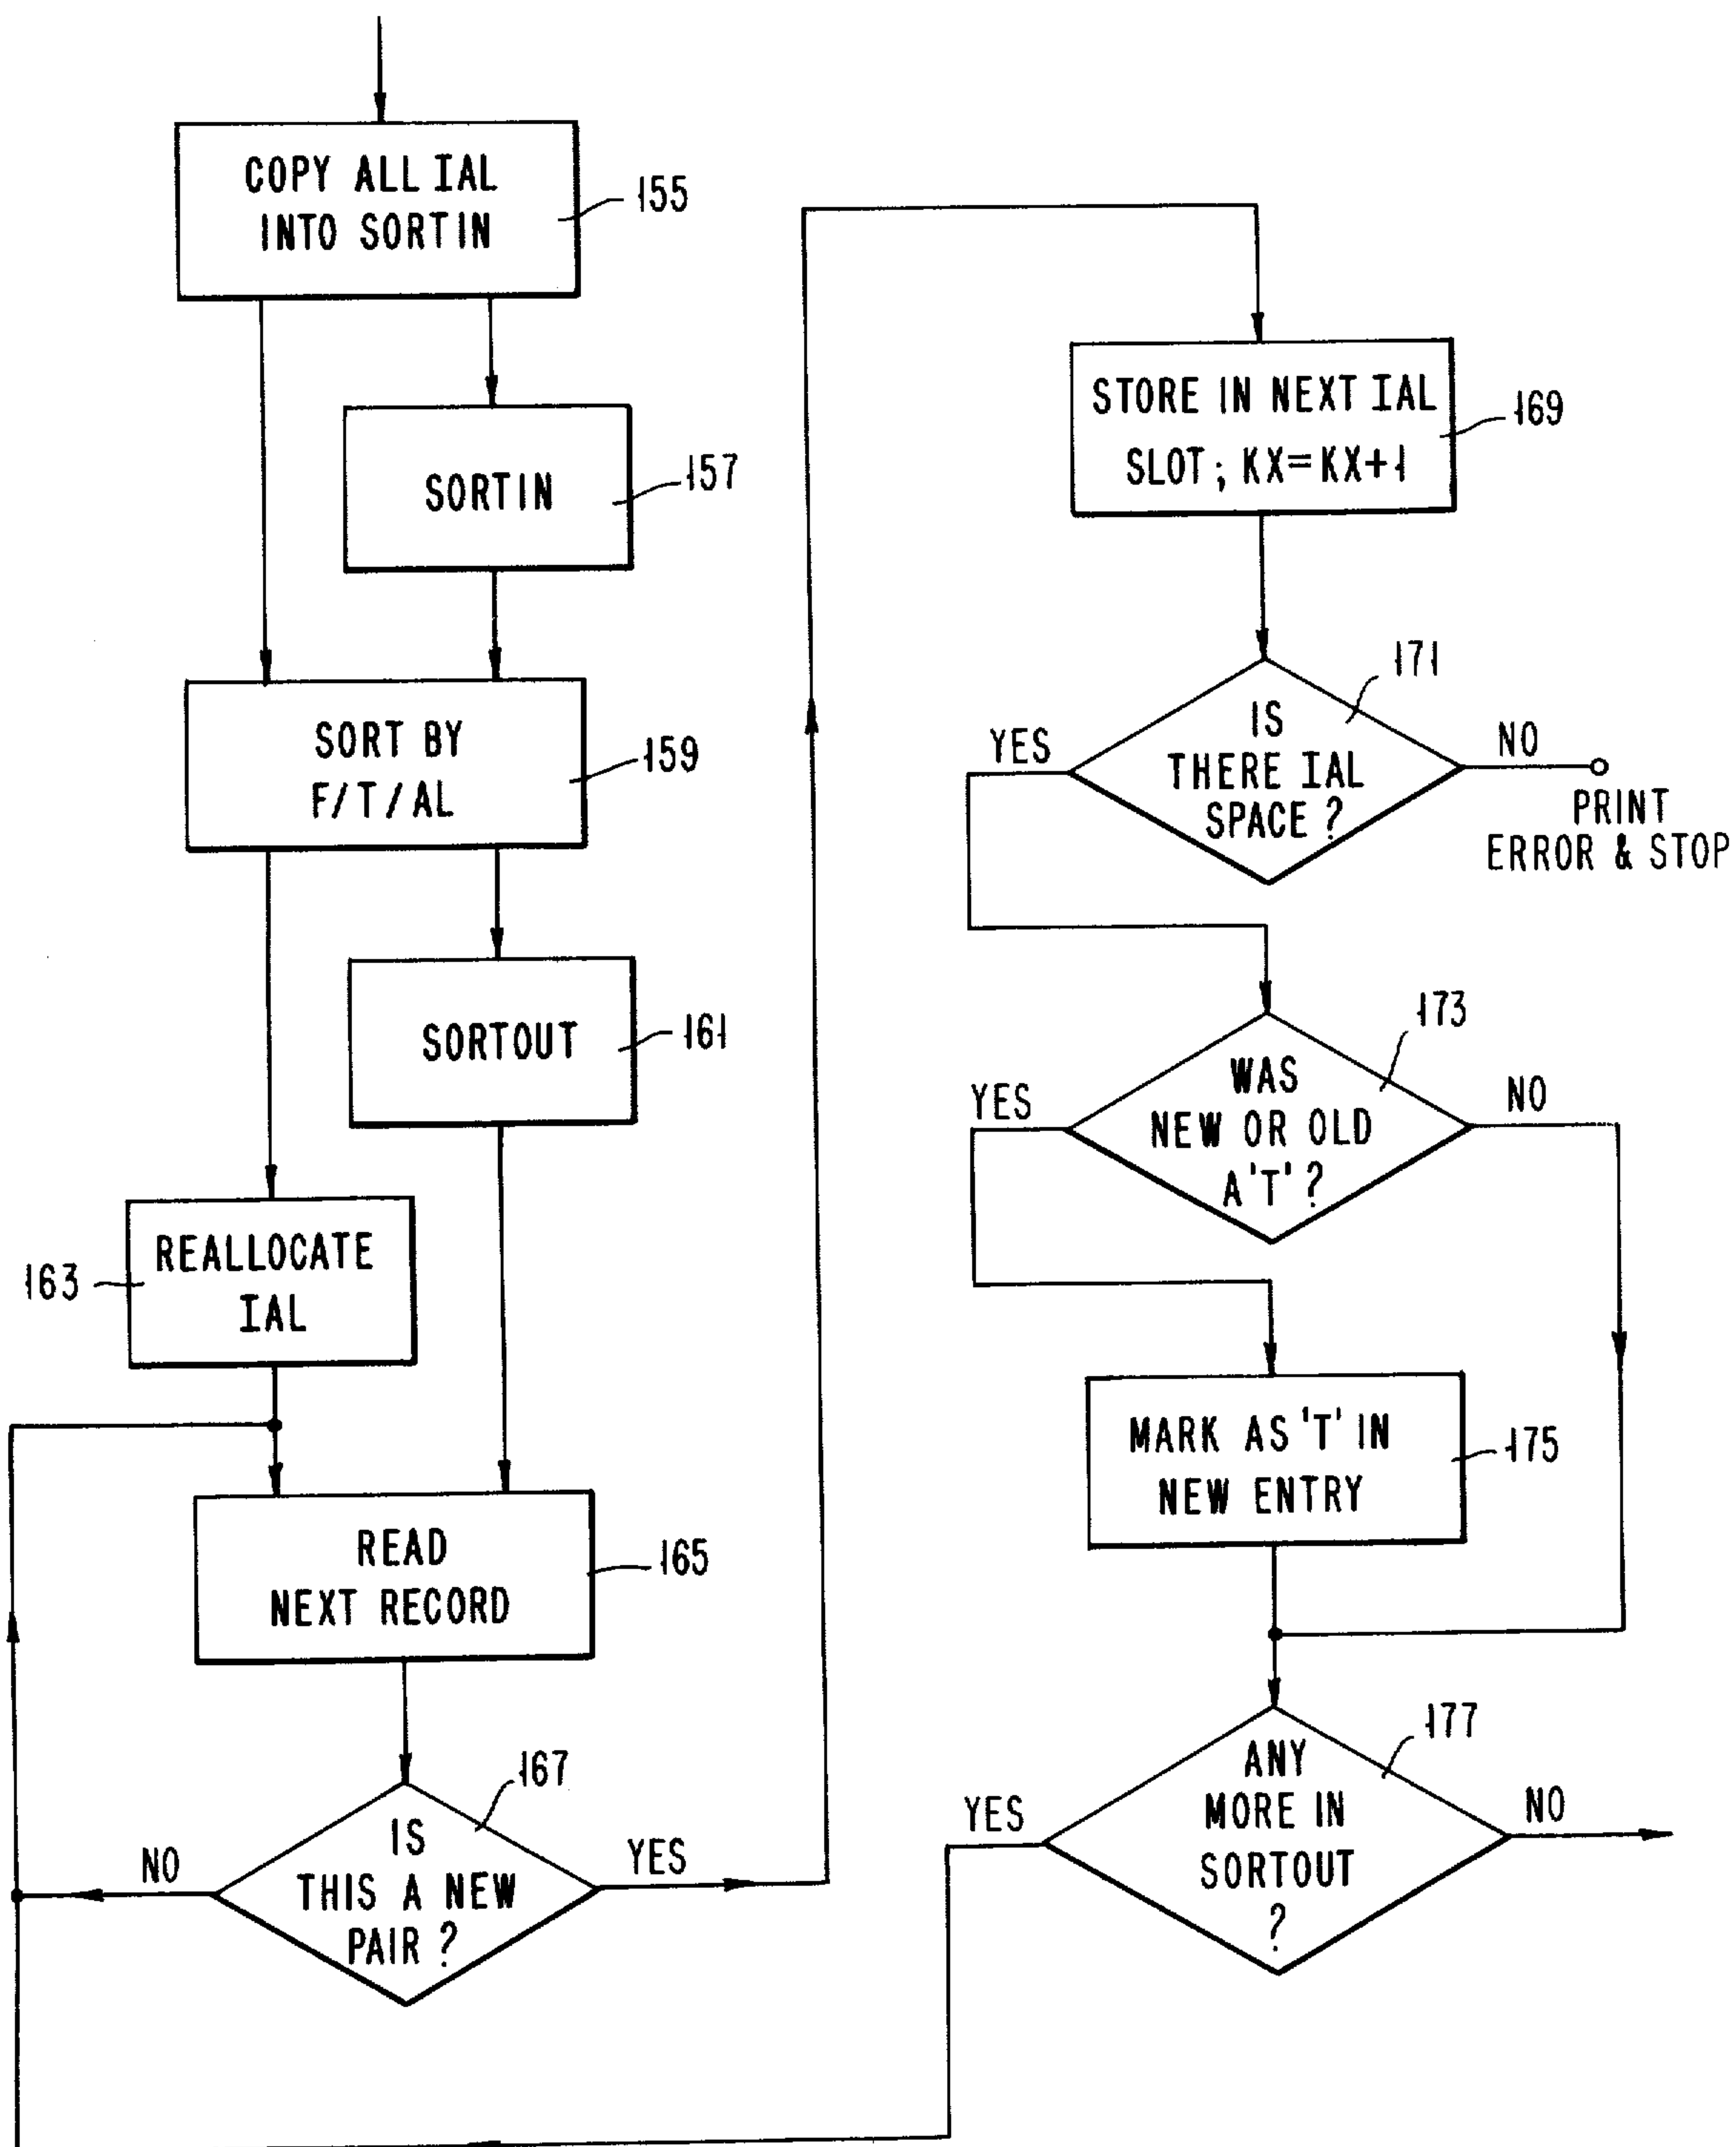 COPY ALL IAL
INTO SORTIN
155
SORTIN
157
SORT BY
F/T/AL
159
SORTOUT
161
REALLOCATE
IAL
163
READ
NEXT RECORD
165
IS
THIS A NEW
PAIR?
167
NO
YES
STORE IN NEXT IAL
SLOT; KX=KX+1
169
IS
THERE IAL
SPACE?
171
YES
NO
PRINT
ERROR & STOP
WAS
NEW OR OLD
A 'T'?
173
YES
NO
MARK AS 'T' IN
NEW ENTRY
175
ANY
MORE IN
SORTOUT
?
177
YES
NO